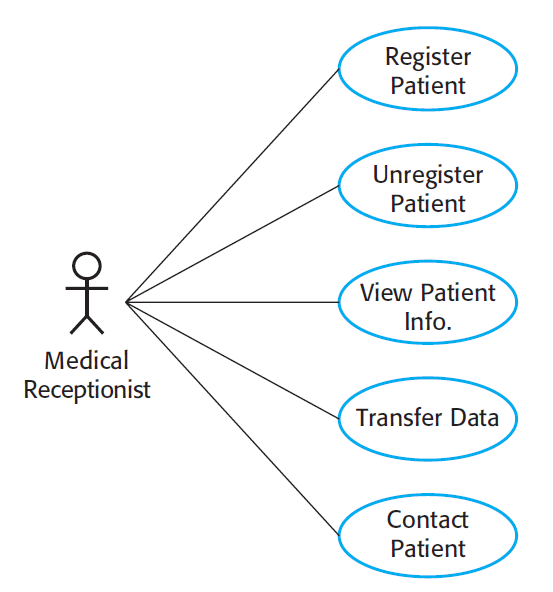 Register
Patient
Unregister
Patient
View Patient
Info.
Medical
Receptionist
Transfer Data
Contact
Patient